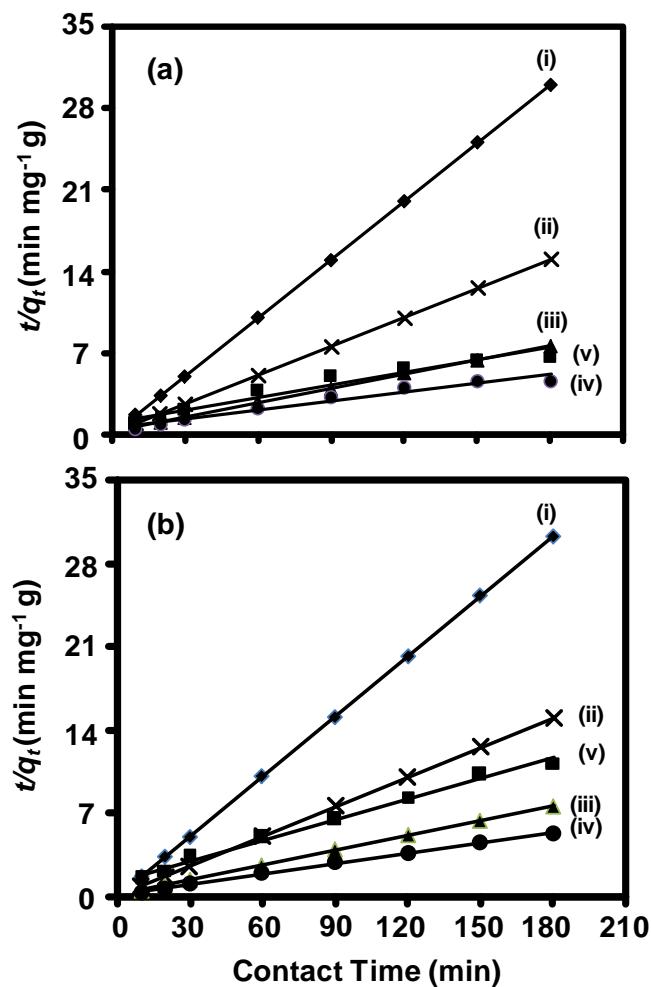 35
(a)
(i)
28
t/qt (min mg-1 g)
21
(ii)
14
(iii)
7
(v)
(iv)
0
35
(b)
(i)
28
t/qt (min mg-1 g)
21
(ii)
14
(v)
7
(iii)
(iv)
0
0 30 60 90 120 150 180 210
Contact Time (min)